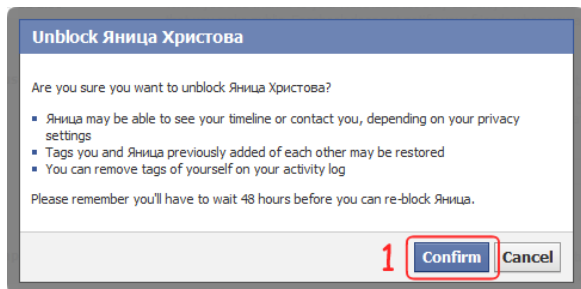 Unblock Яница Христова
Are you sure you want to unblock Яница Христова?
Яница may be able to see your timeline or contact you, depending on your privacy
settings
Tags you and Яница previously added of each other may be restored
You can remove tags of yourself on your activity log
Please remember you'll have to wait 48 hours before you can re-block Яница.
1 Confirm Cancel